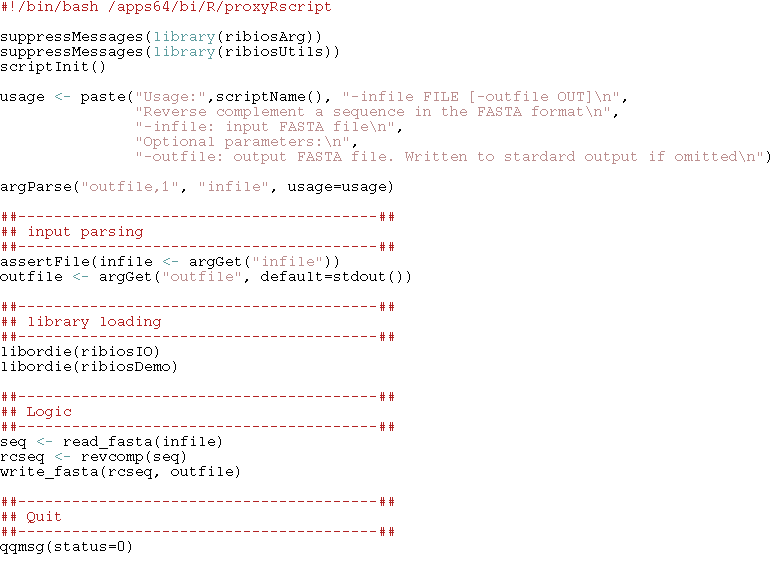 #!/bin/bash /apps64/bi/R/proxyRscript
suppressMessages(library(ribiosArg))
suppressMessages(library(ribiosUtils))
scriptInit()
usage <- paste("Usage:",scriptName(), "-infile FILE [-outfile OUT]\n",
"Reverse complement a sequence in the FASTA format\n",
"-infile: input FASTA file\n",
"Optional parameters:\n",
"-outfile: output FASTA file. Written to stardard output if omitted\n")
argParse("outfile,1", "infile", usage=usage)
##----------------------------------------##
## input parsing
##----------------------------------------##
assertFile(infile <- argGet("infile"))
outfile <- argGet("outfile", default=stdout())
##----------------------------------------##
## library loading
##----------------------------------------##
libordie(ribiosIO)
libordie(ribiosDemo)
##----------------------------------------##
## Logic
##----------------------------------------##
seq <- read_fasta(infile)
rcseq <- revcomp(seq)
write_fasta(rcseq, outfile)
##----------------------------------------##
## Quit
##----------------------------------------##
qqmsg(status=0)